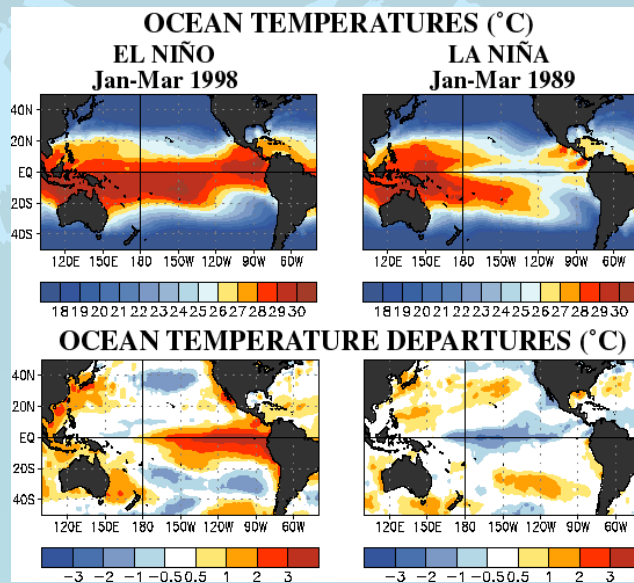 OCEAN TEMPERATURES (˚C)
EL NIÑO
Jan-Mar 1998
LA NIÑA
Jan-Mar 1989
40N
20N
EQ
20S
40S
120E 150E 180 150W 120W 90W 60W
120E 150E 180 150W 120W 90W 60W
18 19 20 21 22 23 24 25 26 27 28 29 30
18 19 20 21 22 23 24 25 26 27 28 29 30
OCEAN TEMPERATURE DEPARTURES (˚C)
40N
20N
EQ
20S
40S
120E 150E 180 150W 120W 90W 60W
120E 150E 180 150W 120W 90W 60W
-3 -2 -1 -0.5 0.5 1 2 3
-3 -2 -1 -0.5 0.5 1 2 3